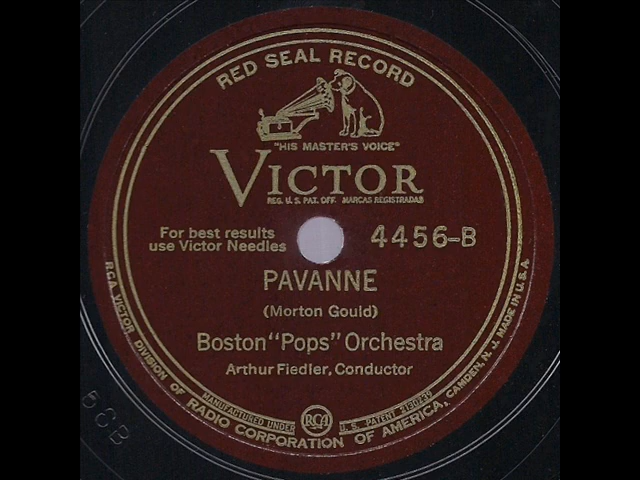 RED SEAL RECORD
"HIS MASTER'S VOICE"
VICTOR
REG. U. S. PAT. OFF. MARCAS REGISTRADAS
For best results
use Victor Needles
4456-B
PAVANNE
(Morton Gould)
Boston "Pops" Orchestra
Arthur Fiedler, Conductor
MANUFACTURED UNDER RCA U. S. PATENT 2130239
R.C.A. VICTOR DIVISION OF RADIO CORPORATION OF AMERICA, CAMDEN, N. J. MADE IN U. S. A.